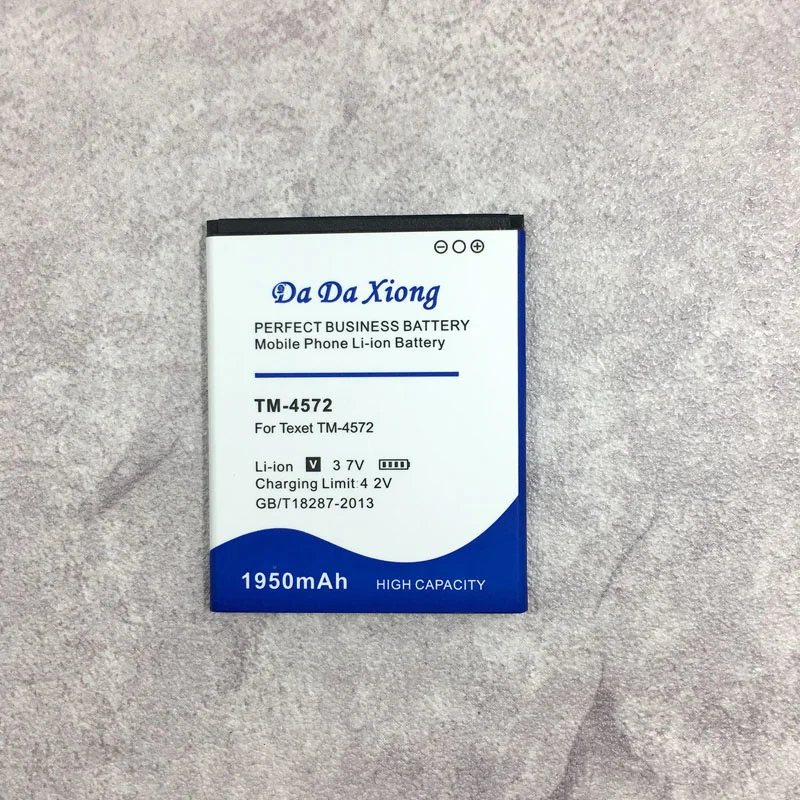 ⊖○⊕
Da Da Xiong
PERFECT BUSINESS BATTERY
Mobile Phone Li-ion Battery
TM-4572
For Texet TM-4572
Li-ion V 3 7V
Charging Limit:4 2V
GB/T18287-2013
1950mAh HIGH CAPACITY